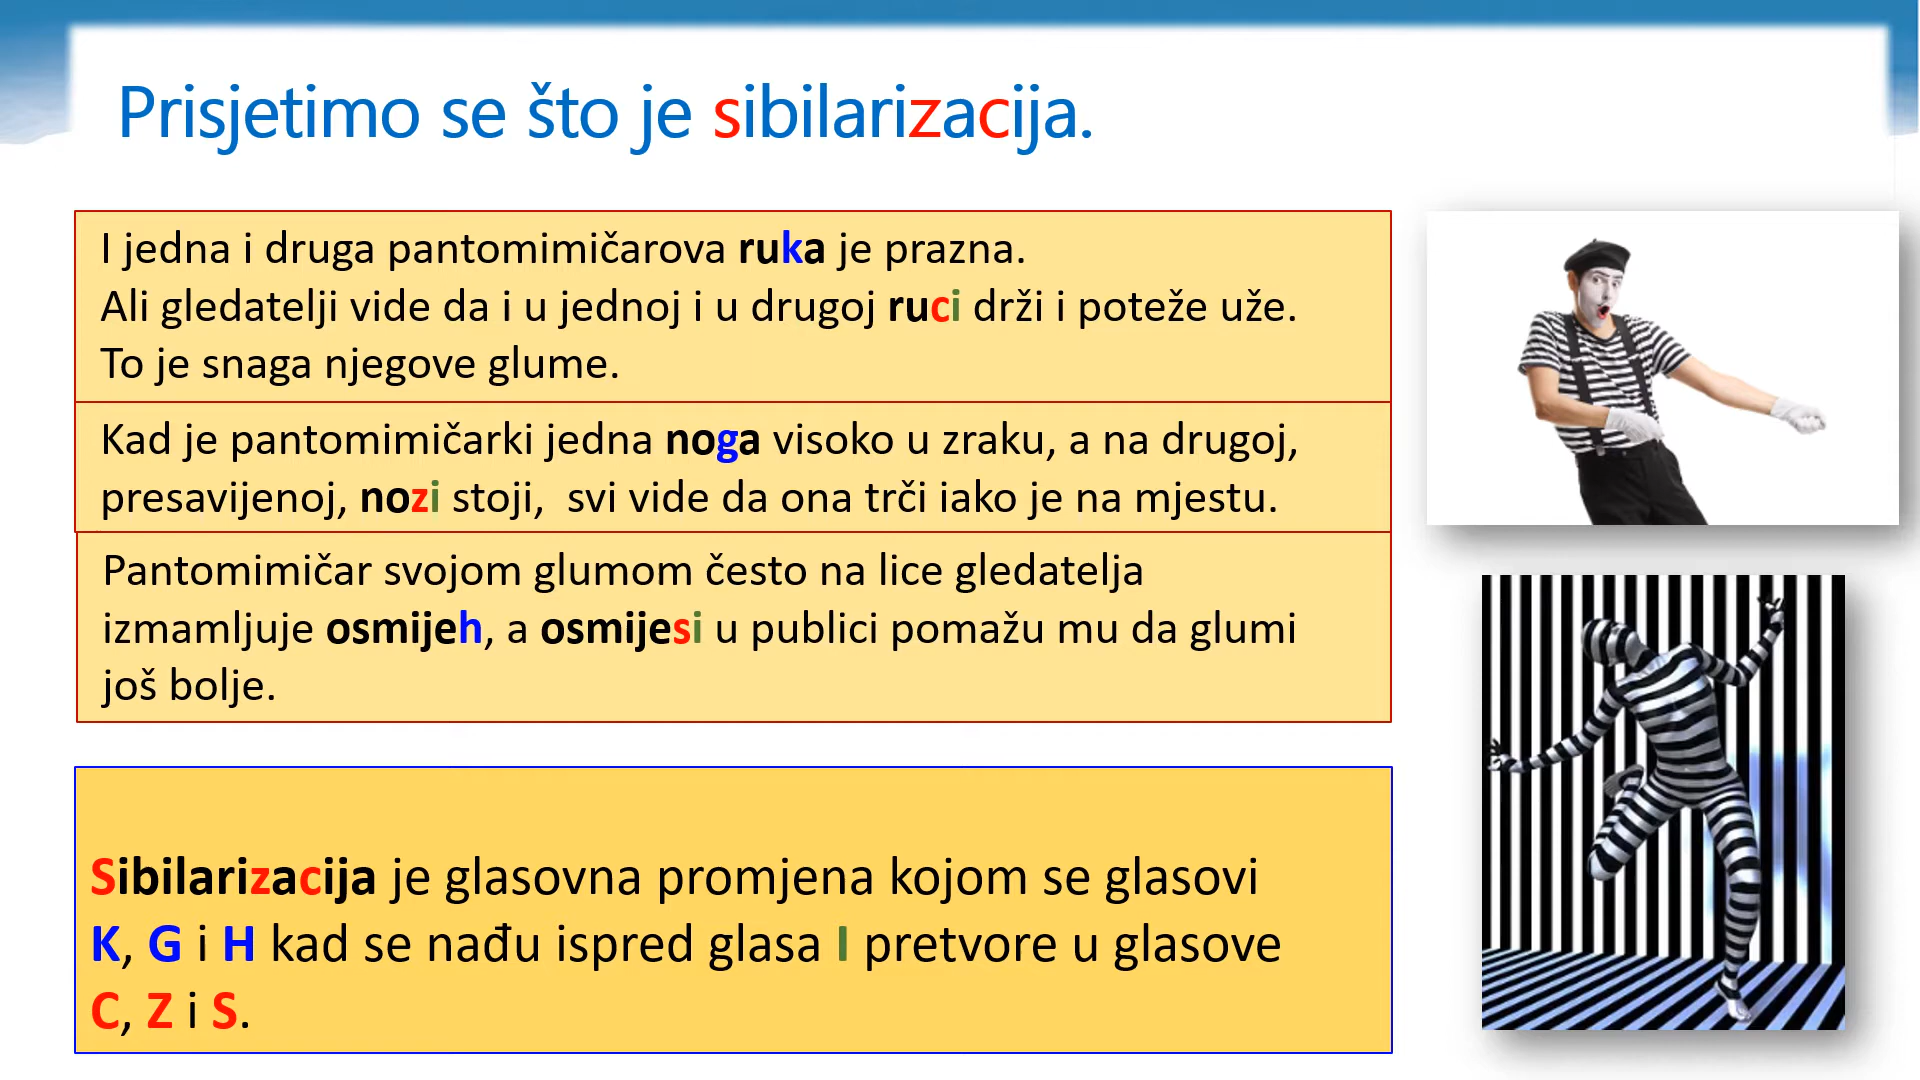 Prisjetimo se što je sibilarizacija.
I jedna i druga pantomimičarova ruka je prazna.
Ali gledatelji vide da i u jednoj i u drugoj ruci drži i poteže uže.
To je snaga njegove glume.
Kad je pantomimičarki jedna noga visoko u zraku, a na drugoj,
presavijenoj, nozi stoji,  svi vide da ona trči iako je na mjestu.
Pantomimičar svojom glumom često na lice gledatelja
izmamljuje osmijeh, a osmijesi u publici pomažu mu da glumi
još bolje.
Sibilarizacija je glasovna promjena kojom se glasovi
K, G i H kad se nađu ispred glasa I pretvore u glasove
C, Z i S.